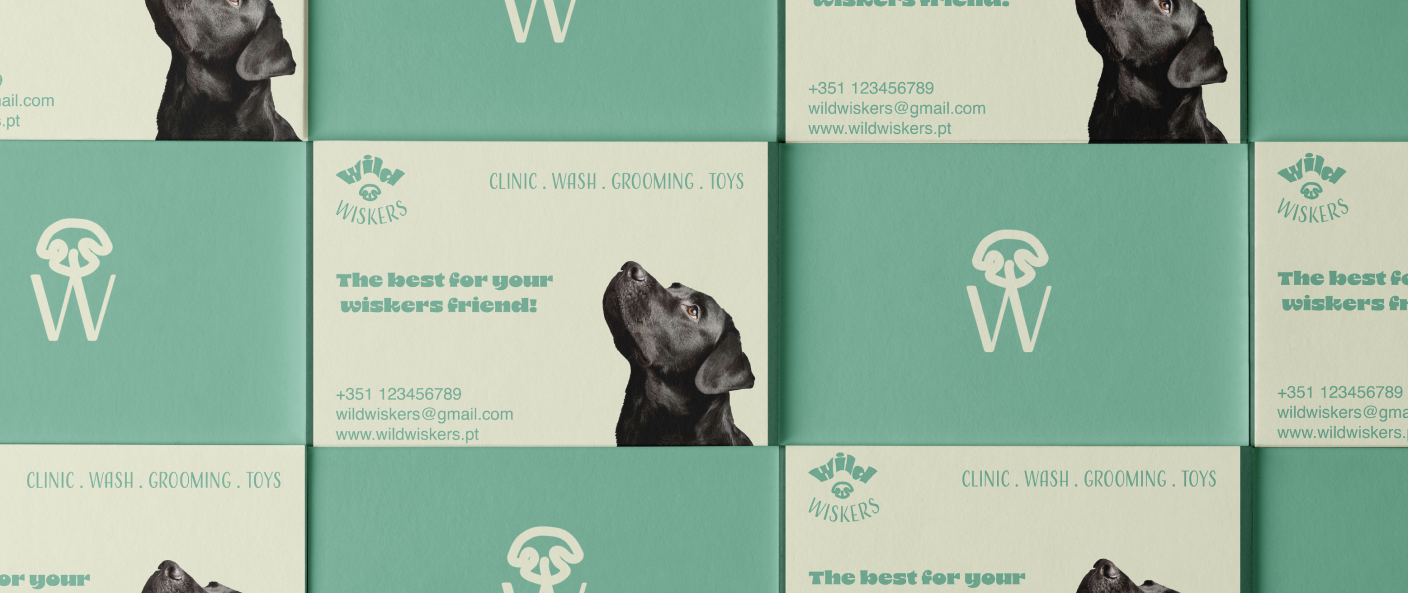 W
wiskers friend!
9
ail.com
s.pt
+351 123456789
wildwiskers@gmail.com
www.wildwiskers.pt
W
Wild
WISKERS
CLINIC . WASH . GROOMING . TOYS
The best for your
wiskers friend!
+351 123456789
wildwiskers@gmail.com
www.wildwiskers.pt
W
Wild
WISKERS
The best fo
wiskers fr
+351 123456789
wildwiskers@gma
www.wildwiskers.p
CLINIC . WASH . GROOMING . TOYS
or your
W
Wild
WISKERS
CLINIC . WASH . GROOMING . TOYS
The best for your